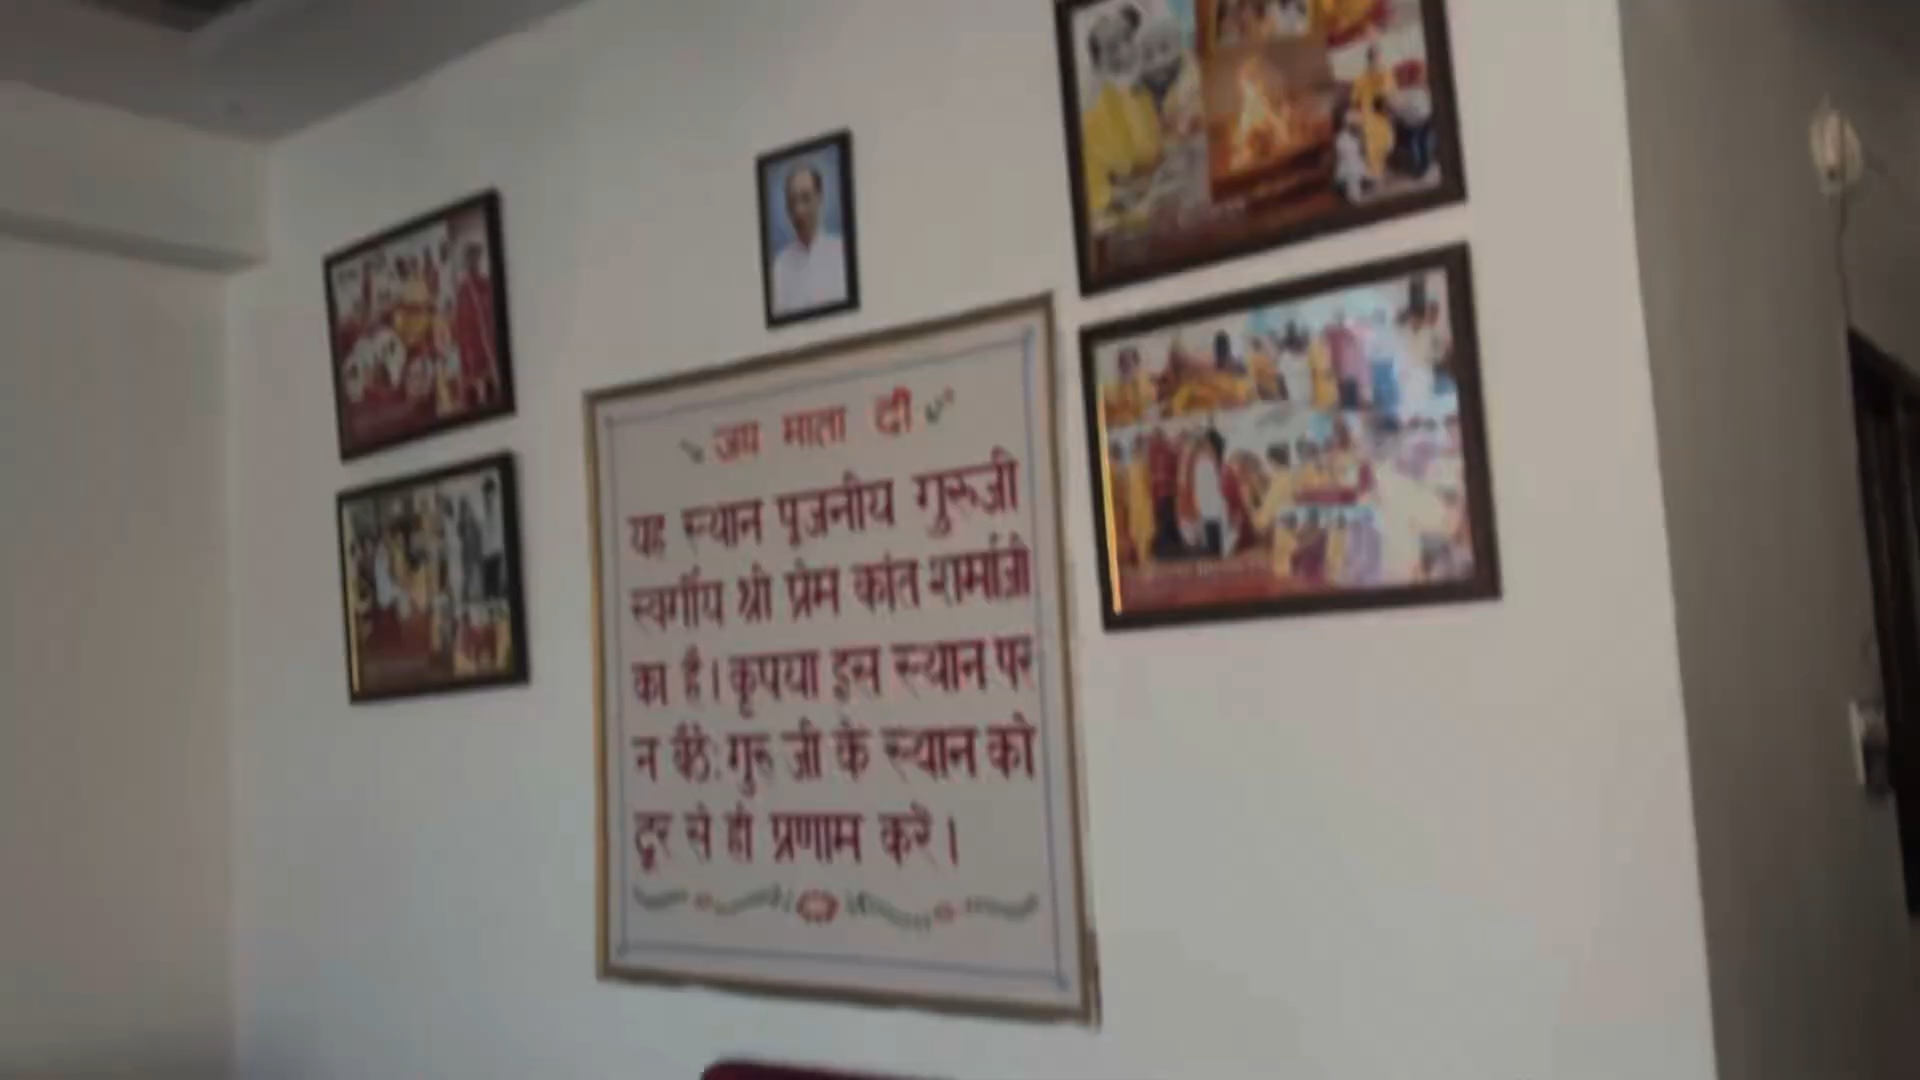 जय माता दी
यह स्थान पूजनीय गुरूजी
स्वर्गीय श्री प्रेम कांत शर्माजी
का है। कृपया इस स्थान पर
न बैठे: गुरू जी के स्थान को
दूर से ही प्रणाम करें।